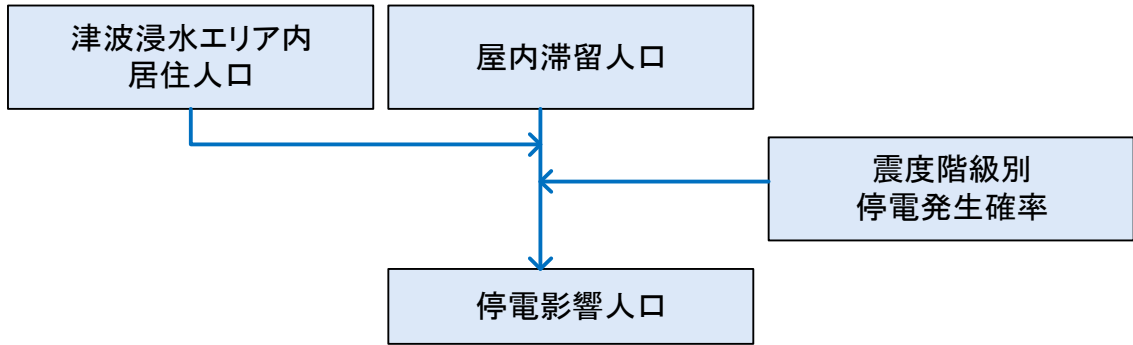 津波浸水エリア内
居住人口
屋内滞留人口
震度階級別
停電発生確率
停電影響人口